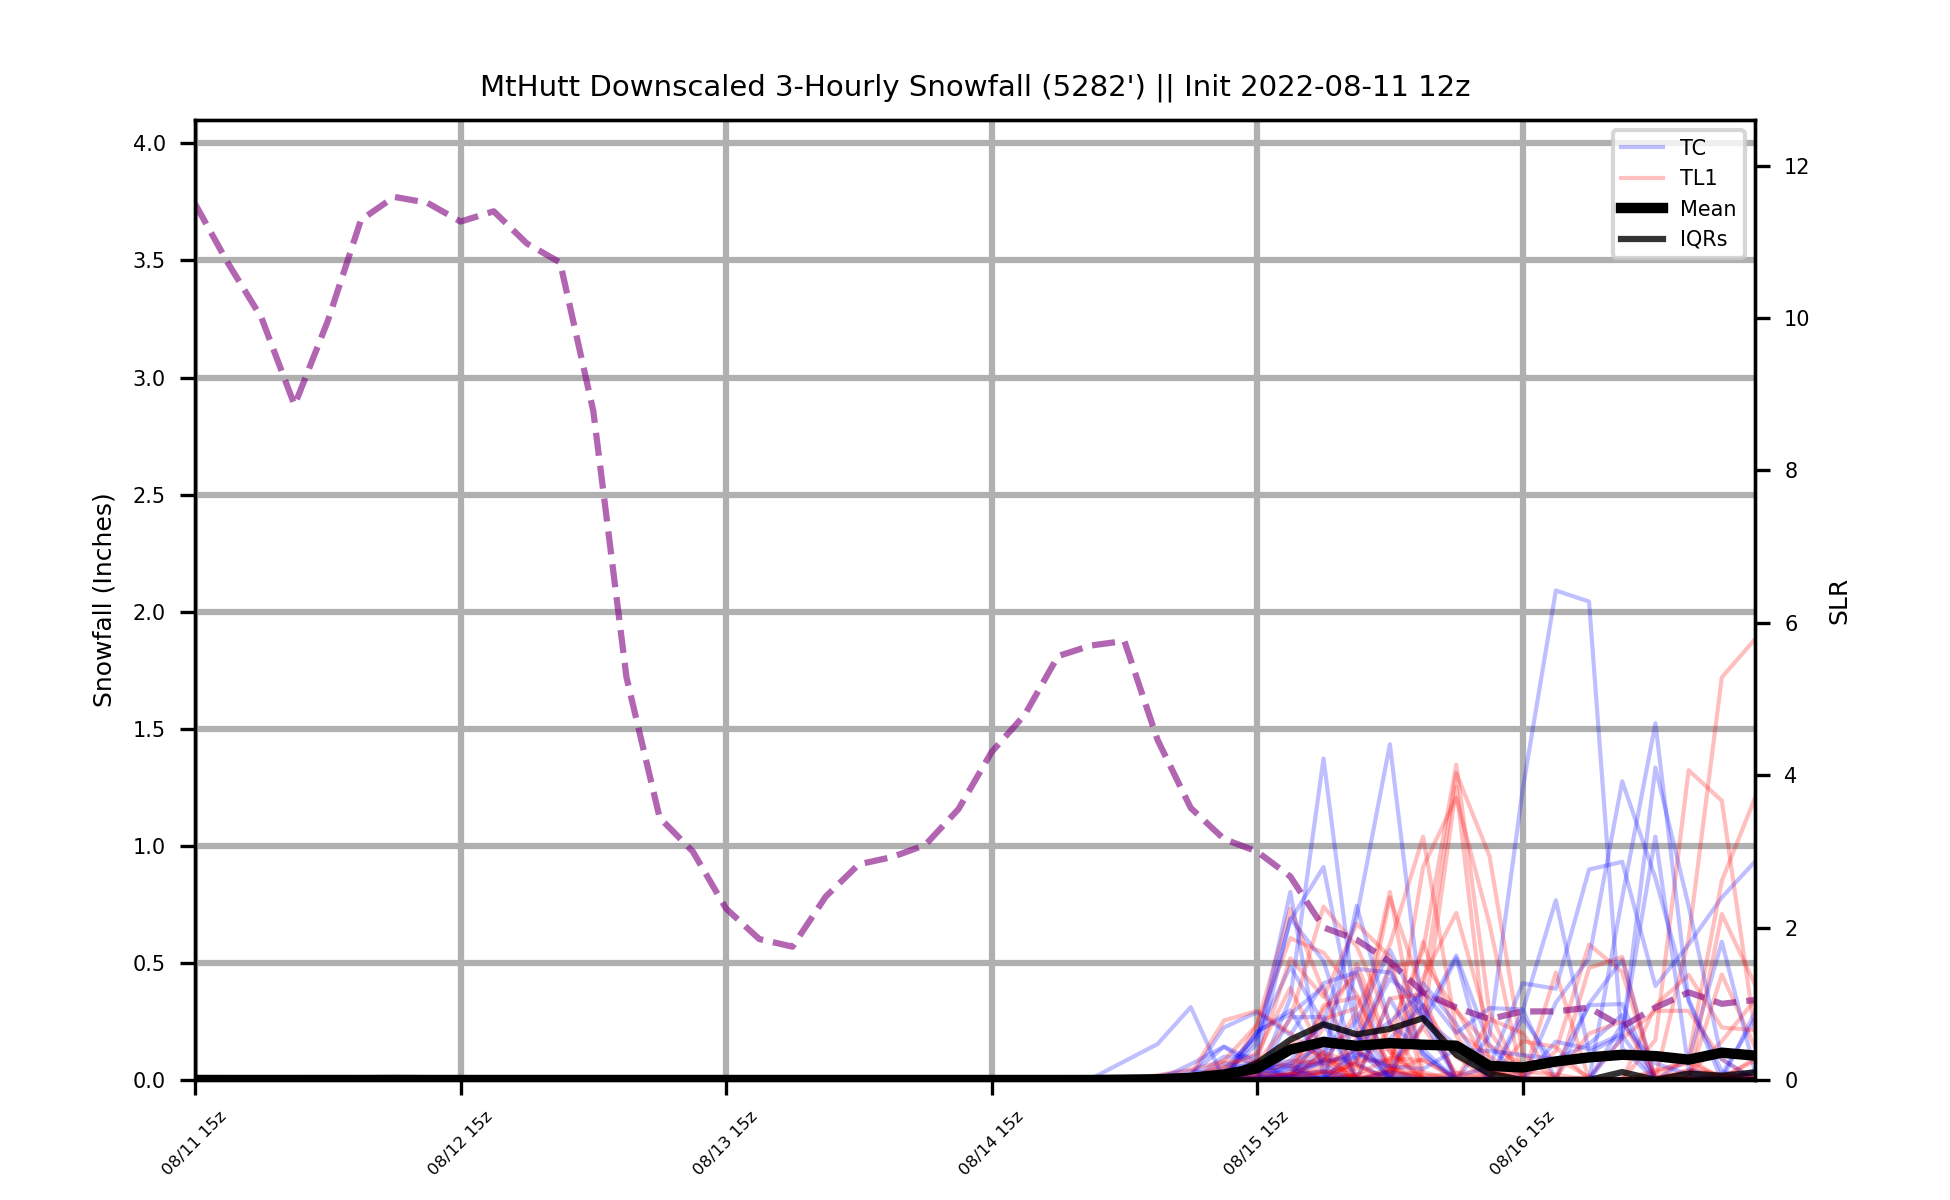 MtHutt Downscaled 3-Hourly Snowfall (5282') || Init 2022-08-11 12z
TC
TL1
Mean
IQRs
Snowfall (Inches)
4.0
3.5
3.0
2.5
2.0
1.5
1.0
0.5
0.0
12
10
8
6
4
2
0
SLR
08/11 15z
08/12 15z
08/13 15z
08/14 15z
08/15 15z
08/16 15z